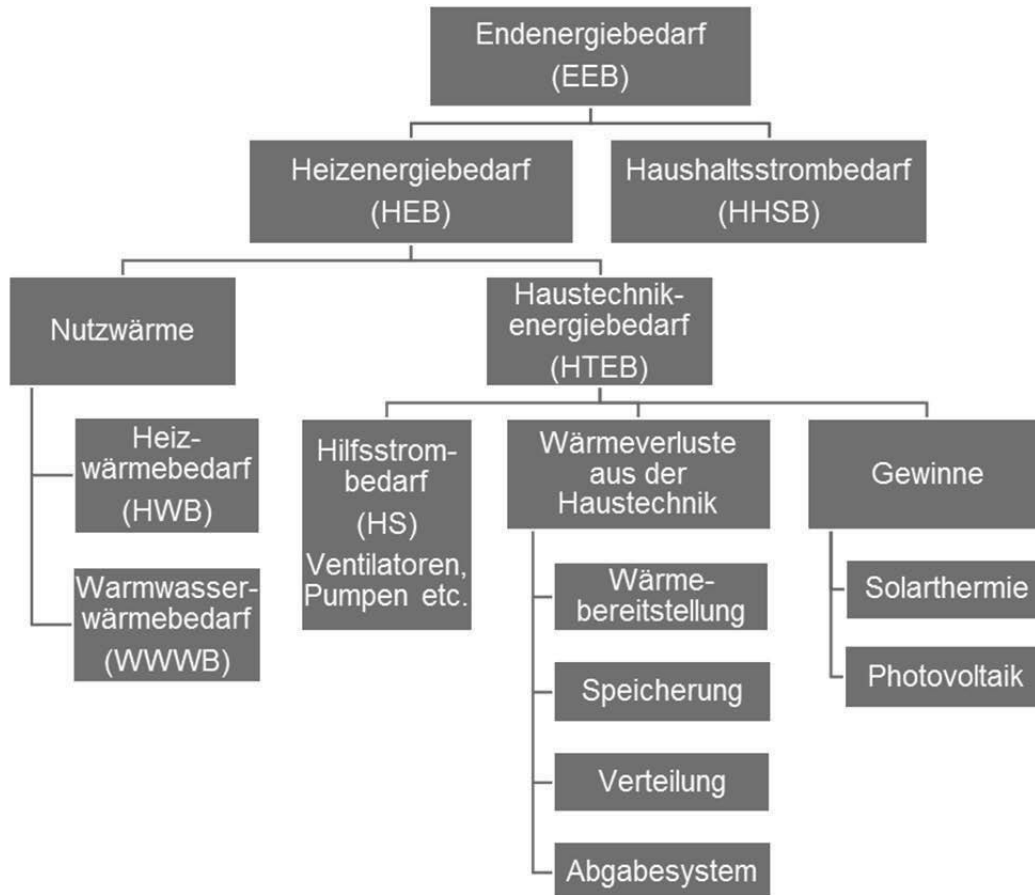 Endenergiebedarf
(EEB)
Heizenergiebedarf
(HEB)
Haushaltsstrombedarf
(HHSB)
Nutzwärme
Haustechnik-
energiebedarf
(HTEB)
Heiz-
wärmebedarf
(HWB)
Warmwasser-
wärmebedarf
(WWWB)
Hilfsstrom-
bedarf
(HS)
Ventilatoren,
Pumpen etc.
Wärmeverluste
aus der
Haustechnik
Wärme-
bereitstellung
Speicherung
Verteilung
Abgabesystem
Gewinne
Solarthermie
Photovoltaik